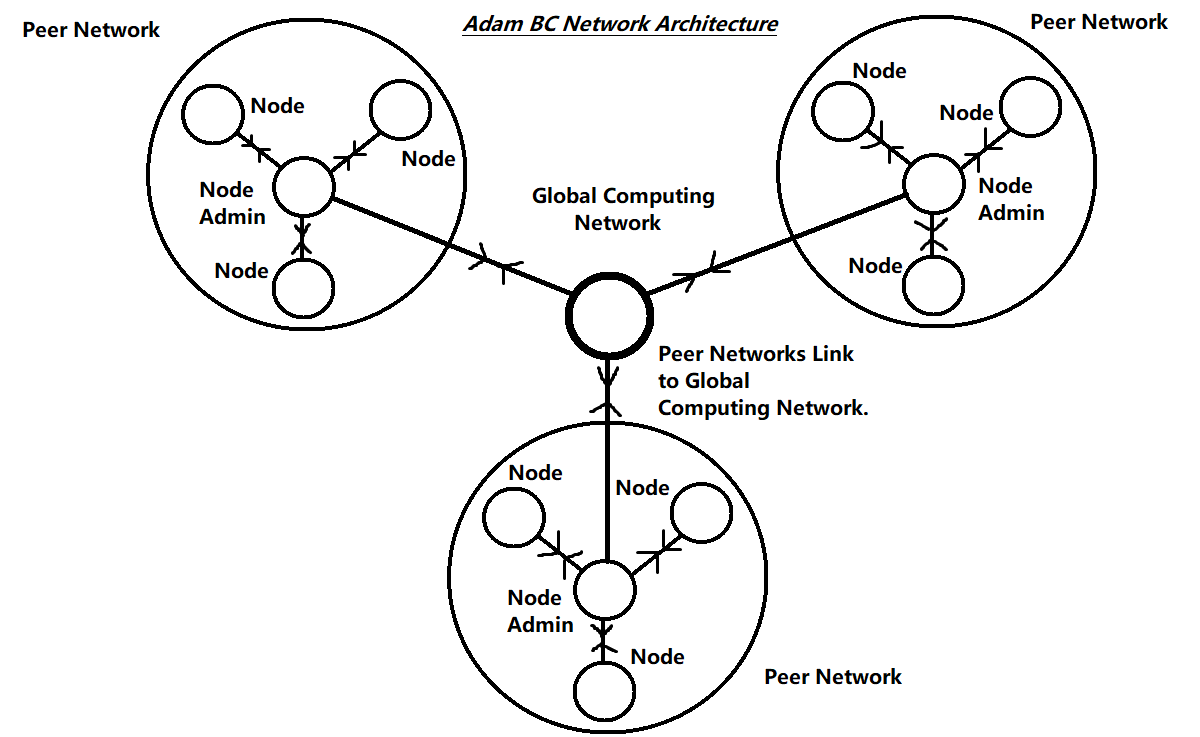 Adam BC Network Architecture
Peer Network
Node
Node
Node
Admin
Node
Peer Network
Node
Node
Node
Admin
Node
Global Computing
Network
Peer Networks Link
to Global
Computing Network.
Node
Node
Node
Admin
Node
Peer Network